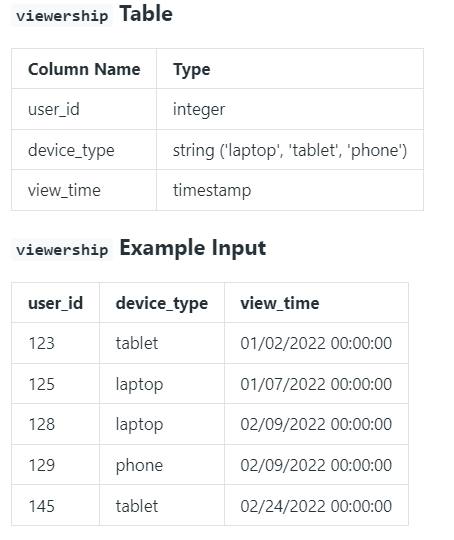 viewership Table
Column Name Type
user_id integer
device_type string ('laptop', 'tablet', 'phone')
view_time timestamp
viewership Example Input
user_id device_type view_time
123 tablet 01/02/2022 00:00:00
125 laptop 01/07/2022 00:00:00
128 laptop 02/09/2022 00:00:00
129 phone 02/09/2022 00:00:00
145 tablet 02/24/2022 00:00:00